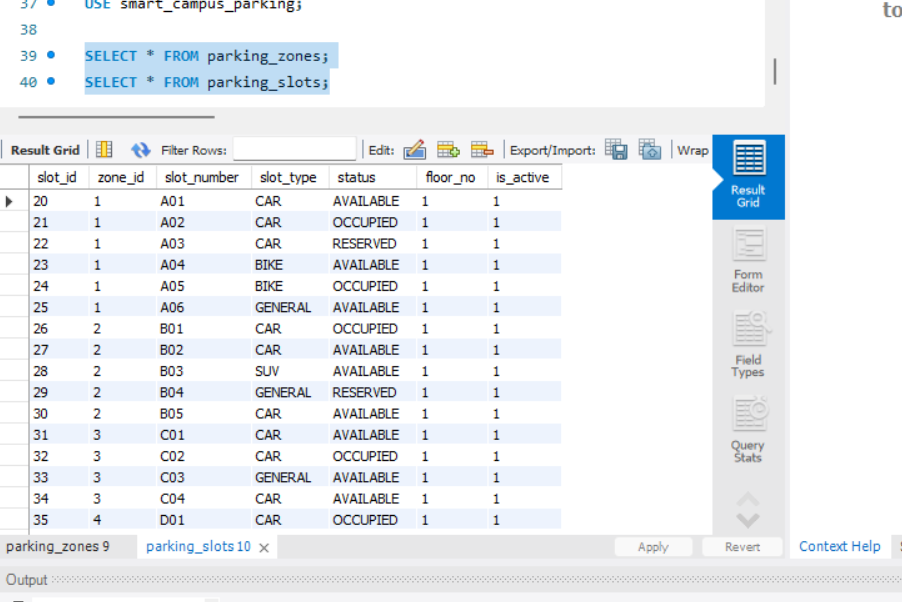 37 USE smart_campus_parking;
38
39 SELECT * FROM parking_zones;
40 SELECT * FROM parking_slots;
to
Result Grid Filter Rows: Edit: Export/Import: Wrap
slot_id zone_id slot_number slot_type status floor_no is_active
20 1 A01 CAR AVAILABLE 1 1
21 1 A02 CAR OCCUPIED 1 1
22 1 A03 CAR RESERVED 1 1
23 1 A04 BIKE AVAILABLE 1 1
24 1 A05 BIKE OCCUPIED 1 1
25 1 A06 GENERAL AVAILABLE 1 1
26 2 B01 CAR OCCUPIED 1 1
27 2 B02 CAR AVAILABLE 1 1
28 2 B03 SUV AVAILABLE 1 1
29 2 B04 GENERAL RESERVED 1 1
30 2 B05 CAR AVAILABLE 1 1
31 3 C01 CAR AVAILABLE 1 1
32 3 C02 CAR OCCUPIED 1 1
33 3 C03 GENERAL AVAILABLE 1 1
34 3 C04 CAR AVAILABLE 1 1
35 4 D01 CAR OCCUPIED 1 1
Result
Grid
Form
Editor
Field
Types
Query
Stats
parking_zones 9 parking_slots 10 Apply Revert Context Help
Output